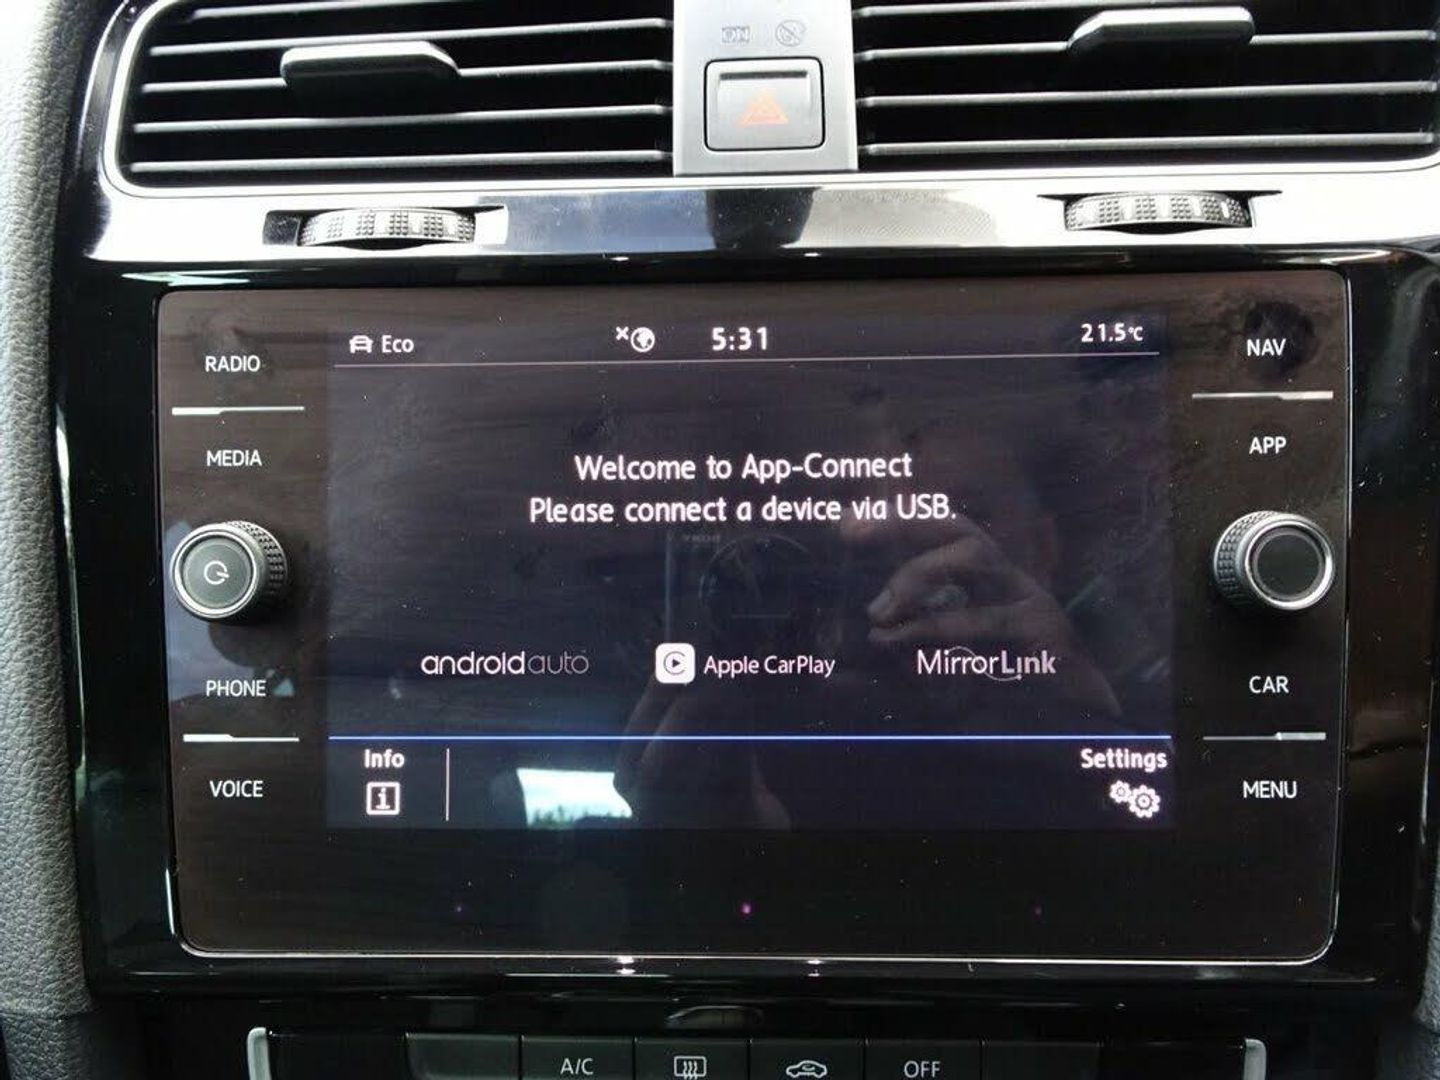 ON
RADIO
MEDIA
PHONE
VOICE
Eco
5:31
21.5°C
Welcome to App-Connect
Please connect a device via USB.
androidauto
Apple CarPlay
MirrorLink
Info
Settings
NAV
APP
CAR
MENU
A/C
OFF